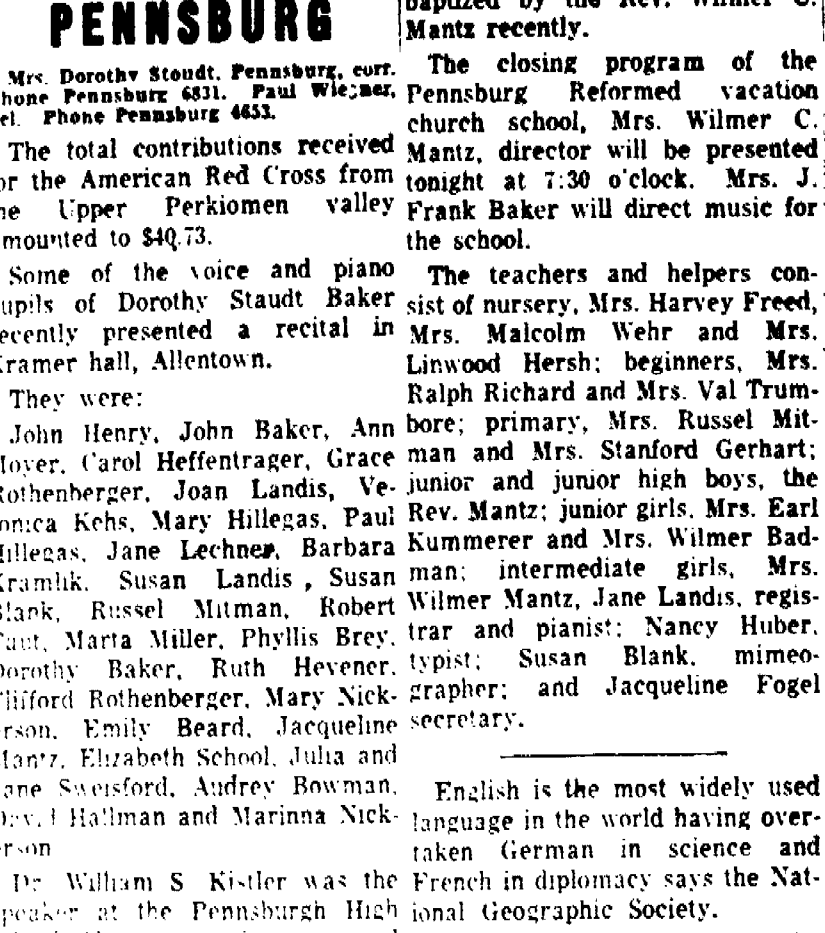 PENNSBURG
Mrs. Dorothy Stoudt, Pennsburg, corr.
hone Pennsburg 6831. Paul Wiegner,
el. Phone Pennsburg 4653.
The total contributions received
or the American Red Cross from
he Upper Perkiomen valley
mounted to $40.73.
Some of the voice and piano
upils of Dorothy Staudt Baker
ecently presented a recital in
Kramer hall, Allentown.
They were:
John Henry, John Baker, Ann
Moyer, Carol Heffentrager, Grace
Rothenberger, Joan Landis, Ve-
onica Kehs, Mary Hillegas, Paul
Hillegas, Jane Lechner, Barbara
Kramlik, Susan Landis , Susan
Blank, Russel Mitman, Robert
Marta Miller, Phyllis Brey,
Dorothy Baker, Ruth Hevener,
Clifford Rothenberger, Mary Nick-
erson, Emily Beard, Jacqueline
Mantz, Elizabeth School, Julia and
Jane Sweisford, Audrey Bowman,
David Hallman and Marinna Nick-
erson
Dr. William S Kistler was the
speaker at the Pennsburgh High
baptized by the Rev. Wilmer C.
Mantz recently.
The closing program of the
Pennsburg Reformed vacation
church school, Mrs. Wilmer C.
Mantz, director will be presented
tonight at 7:30 o'clock. Mrs. J.
Frank Baker will direct music for
the school.
The teachers and helpers con-
sist of nursery, Mrs. Harvey Freed,
Mrs. Malcolm Wehr and Mrs.
Linwood Hersh; beginners, Mrs.
Ralph Richard and Mrs. Val Trum-
bore; primary, Mrs. Russel Mit-
man and Mrs. Stanford Gerhart;
junior and junior high boys, the
Rev. Mantz; junior girls, Mrs. Earl
Kummerer and Mrs. Wilmer Bad-
man; intermediate girls, Mrs.
Wilmer Mantz, Jane Landis, regis-
trar and pianist; Nancy Huber,
typist; Susan Blank, mimeo-
grapher; and Jacqueline Fogel
secretary.
English is the most widely used
language in the world having over-
taken German in science and
French in diplomacy says the Nat-
ional Geographic Society.